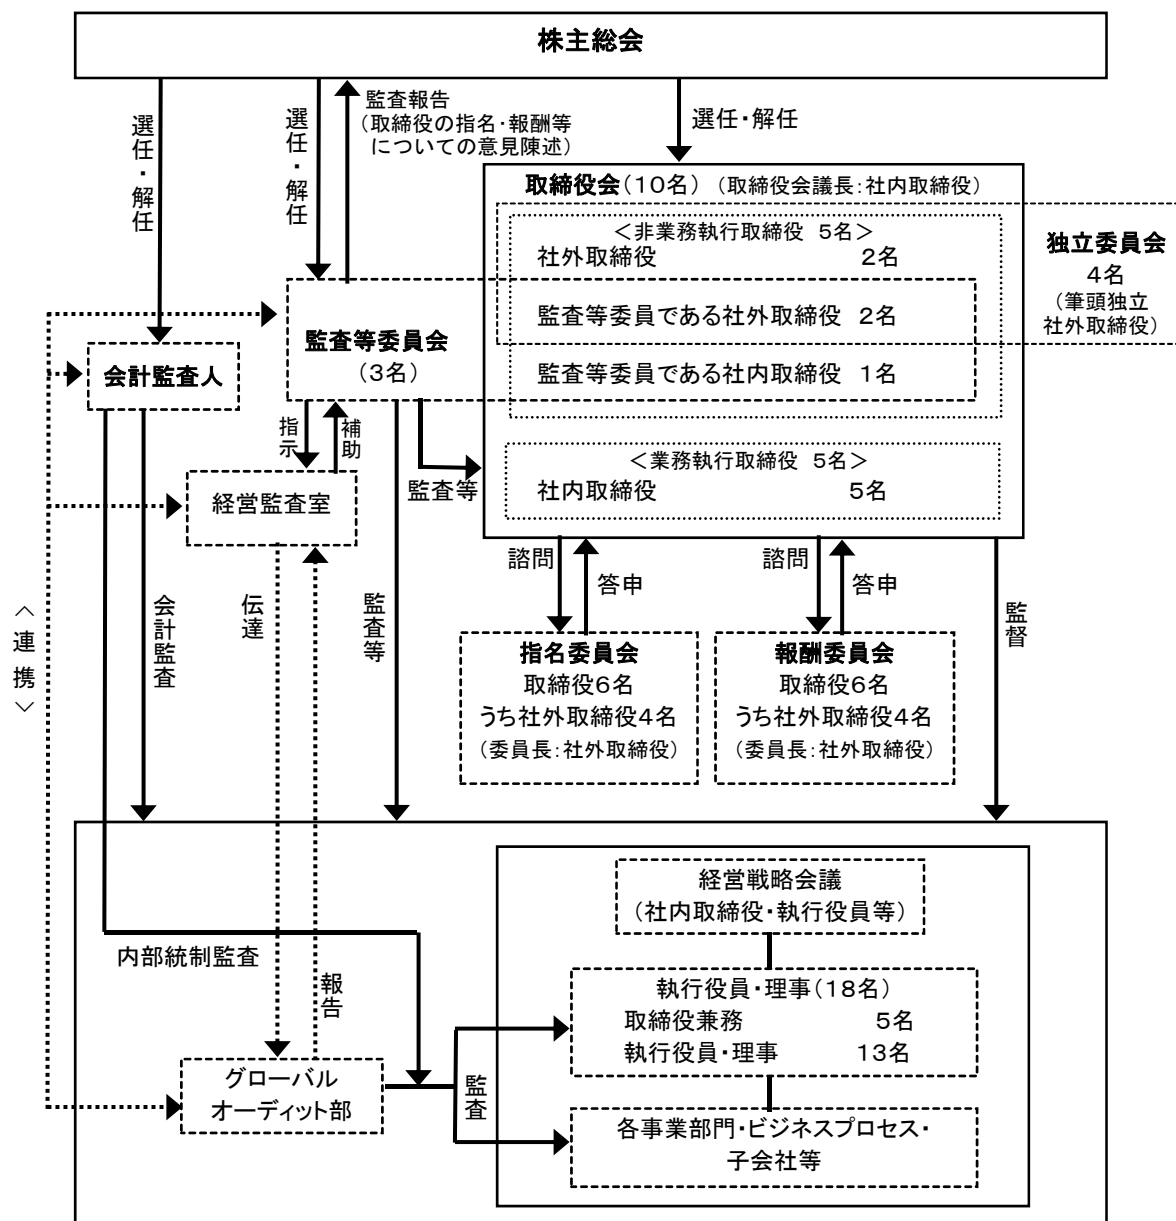 株主総会
選任・解任
選任・解任
監査報告
(取締役の指名・報酬等
についての意見陳述)
選任・解任
取締役会(10名) (取締役会議長:社内取締役)
<非業務執行取締役 5名>
社外取締役 2名
監査等委員である社外取締役 2名
監査等委員である社内取締役 1名
独立委員会
4名
(筆頭独立
社外取締役)
監査等委員会
(3名)
会計監査人
指示
補助
監査等
<業務執行取締役 5名>
社内取締役 5名
経営監査室
諮問
答申
諮問
答申
<連携>
会計監査
伝達
監査等
監督
指名委員会
取締役6名
うち社外取締役4名
(委員長:社外取締役)
報酬委員会
取締役6名
うち社外取締役4名
(委員長:社外取締役)
経営戦略会議
(社内取締役・執行役員等)
内部統制監査
報告
執行役員・理事(18名)
取締役兼務 5名
執行役員・理事 13名
グローバル
オーディット部
監査
各事業部門・ビジネスプロセス・
子会社等